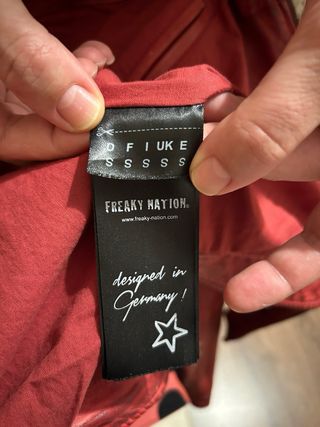 D F I UK E
S S S S S
FREAKY NATION®
www.freaky-nation.com
designed in
Germany!